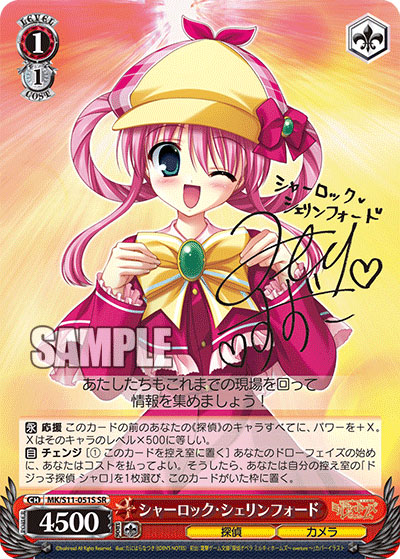 LEVEL
1
1
COST
シャーロック
シェリンフォード
SAMPLE
あたしたちもこれまでの現場を回って
情報を集めましょう！
永 応援 このカードの前のあなたの《探偵》のキャラすべてに、パワーを＋X。
Xはそのキャラのレベル×500に等しい。
自 チェンジ［① このカードを控室に置く］ あなたのドローフェイズの始めに、
あなたはコストを払ってよい。そうしたら、あなたは自分の控え室の「ド
ジっ子探偵 シャロ」を1枚選び、このカードがいた枠に置く。
CH MK/S11-051S SR
4500
シャーロック・シェリンフォード
探偵
カメラ